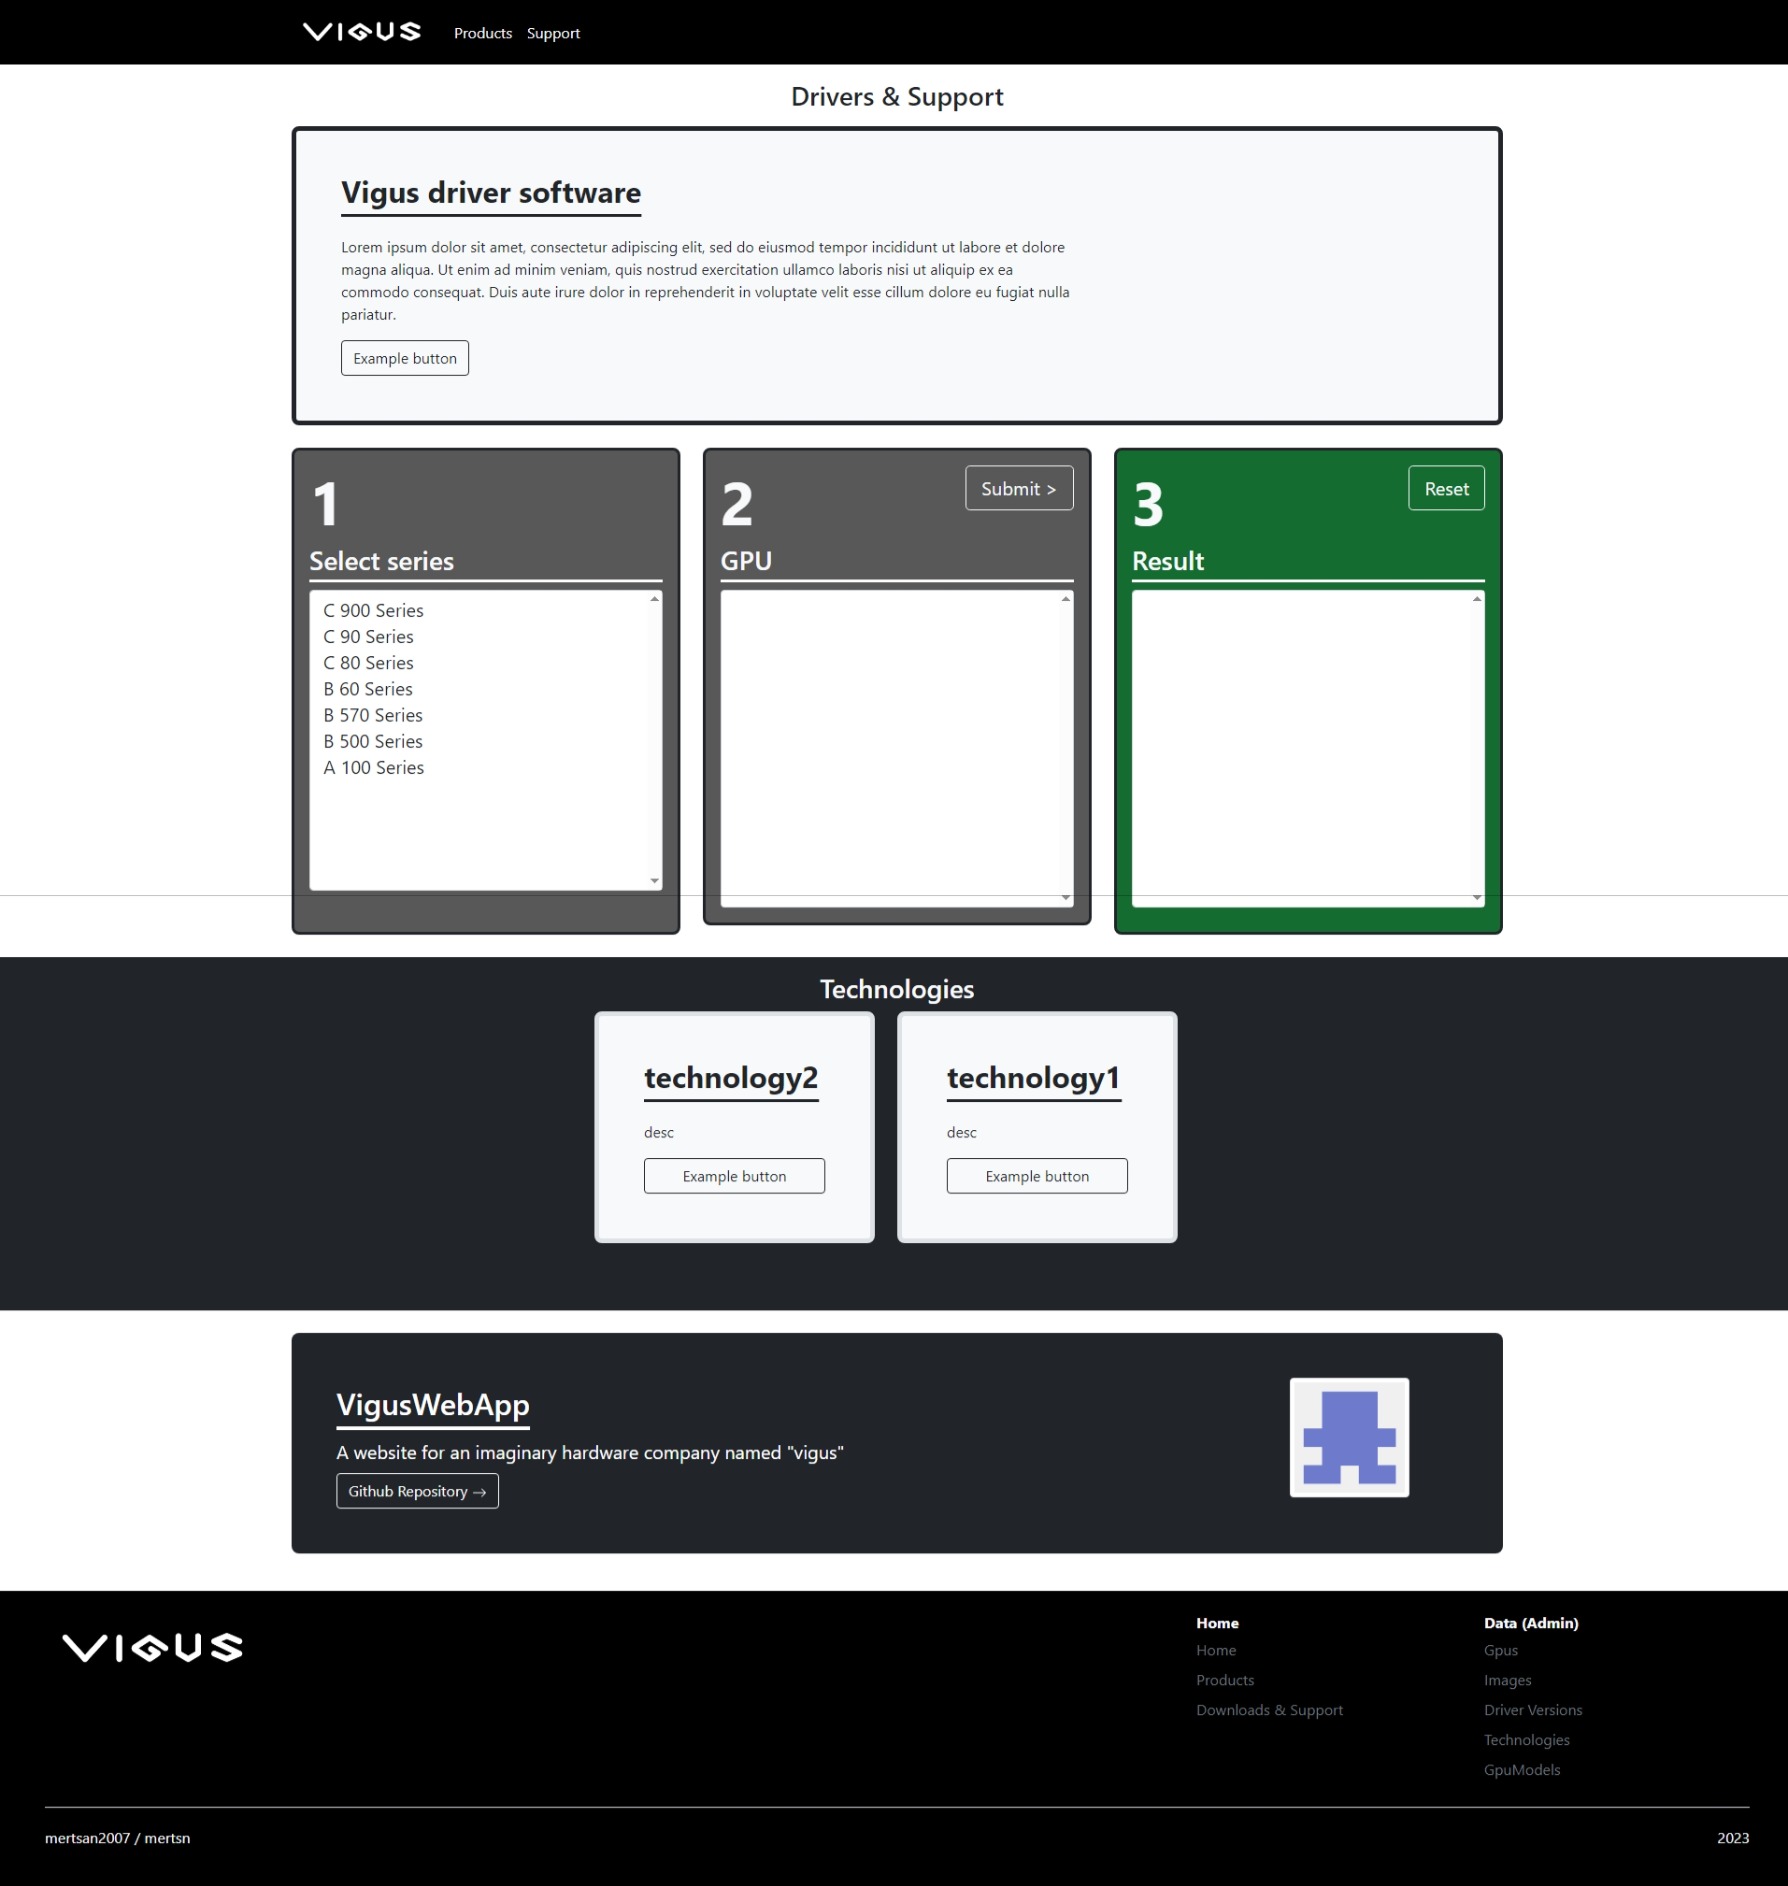 VIGUS
Products
Support
Drivers & Support
Vigus driver software
Lorem ipsum dolor sit amet, consectetur adipiscing elit, sed do eiusmod tempor incididunt ut labore et dolore
magna aliqua. Ut enim ad minim veniam, quis nostrud exercitation ullamco laboris nisi ut aliquip ex ea
commodo consequat. Duis aute irure dolor in reprehenderit in voluptate velit esse cillum dolore eu fugiat nulla
pariatur.
Example button
1
Select series
C 900 Series
C 90 Series
C 80 Series
B 60 Series
B 570 Series
B 500 Series
A 100 Series
2
Submit >
GPU
3
Reset
Result
Technologies
technology2
desc
Example button
technology1
desc
Example button
VigusWebApp
A website for an imaginary hardware company named "vigus"
Github Repository →
VIGUS
Home
Home
Products
Downloads & Support
Data (Admin)
Gpus
Images
Driver Versions
Technologies
GpuModels
mertsan2007 / mertsn
2023